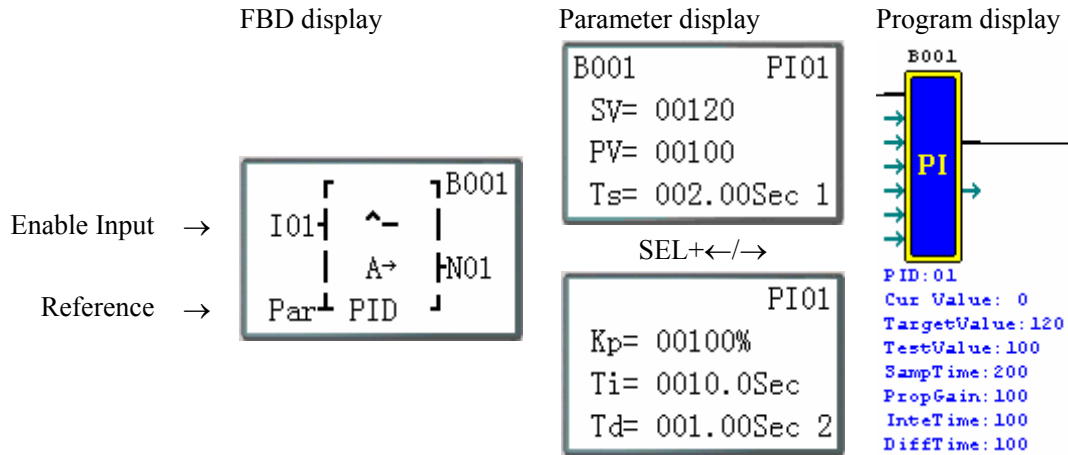 FBD display
Parameter display
Program display
Enable Input →
Reference →
B001
I01
^–
A→
N01
Par PID
B001 PI01
SV= 00120
PV= 00100
Ts= 002.00Sec 1
SEL+←/→
PI01
Kp= 00100%
Ti= 0010.0Sec
Td= 001.00Sec 2
B001
PI
PID:01
Cur Value: 0
TargetValue:120
TestValue:100
SampTime:200
PropGain:100
InteTime:100
DiffTime:100